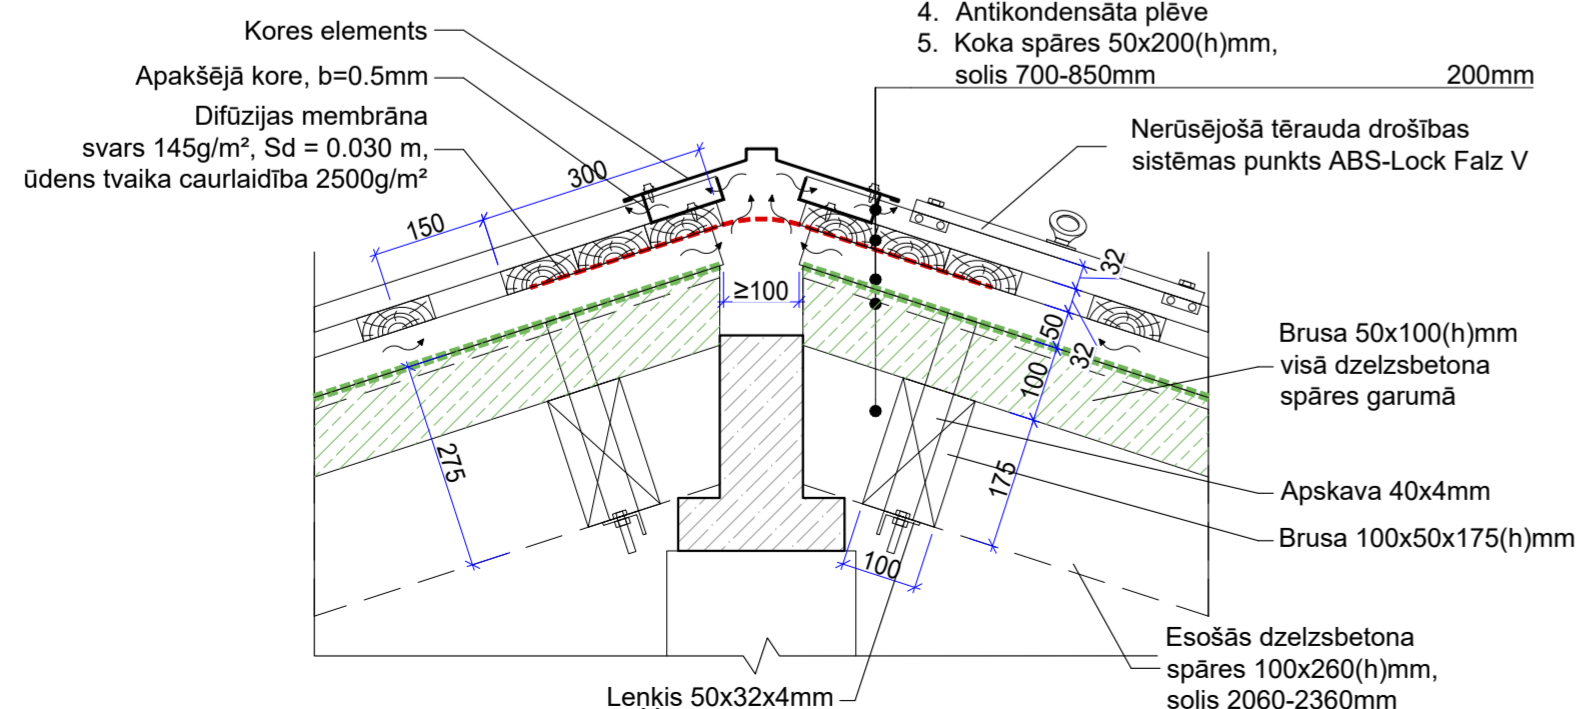 Kores elements
Apakšējā kore, b=0.5mm
Difūzijas membrāna
svars 145g/m², Sd = 0.030 m,
ūdens tvaika caurlaidība 2500g/m²
4. Antikondensāta plēve
5. Koka spāres 50x200(h)mm,
solis 700-850mm
200mm
Nerūsējošā tērauda drošības
sistēmas punkts ABS-Lock Falz V
300
150
≥100
32
50
32
100
275
175
100
Brusa 50x100(h)mm
visā dzelzsbetona
spāres garumā
Apskava 40x4mm
Brusa 100x50x175(h)mm
Esošās dzelzsbetona
spāres 100x260(h)mm,
solis 2060-2360mm
Leņķis 50x32x4mm